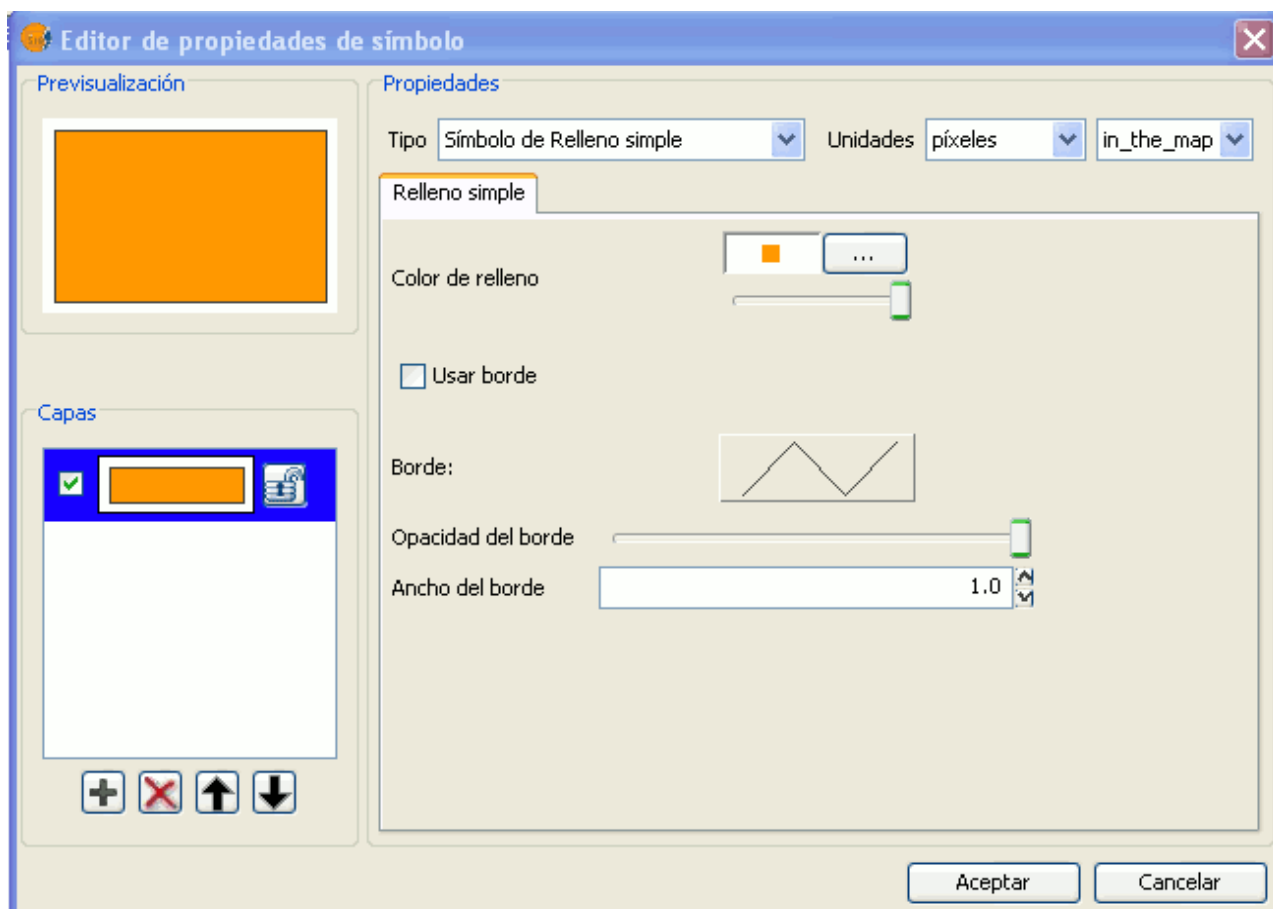 Editor de propiedades de símbolo
Previsualización
Propiedades
Tipo Símbolo de Relleno simple Unidades píxeles in_the_map
Relleno simple
Color de relleno ...
Usar borde
Capas
Borde:
Opacidad del borde
Ancho del borde 1.0
Aceptar Cancelar